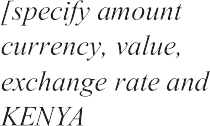 [specify amount
currency, value,
exchange rate and
KENYA